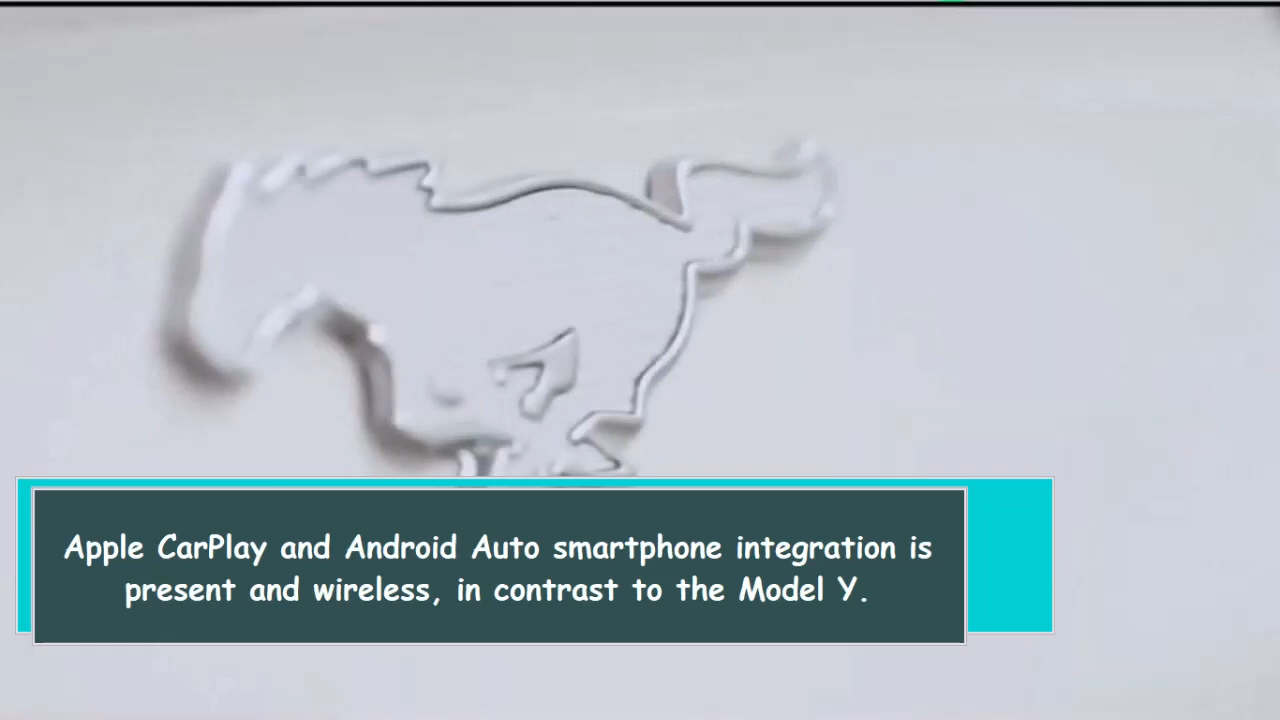 Apple CarPlay and Android Auto smartphone integration is
present and wireless, in contrast to the Model Y.